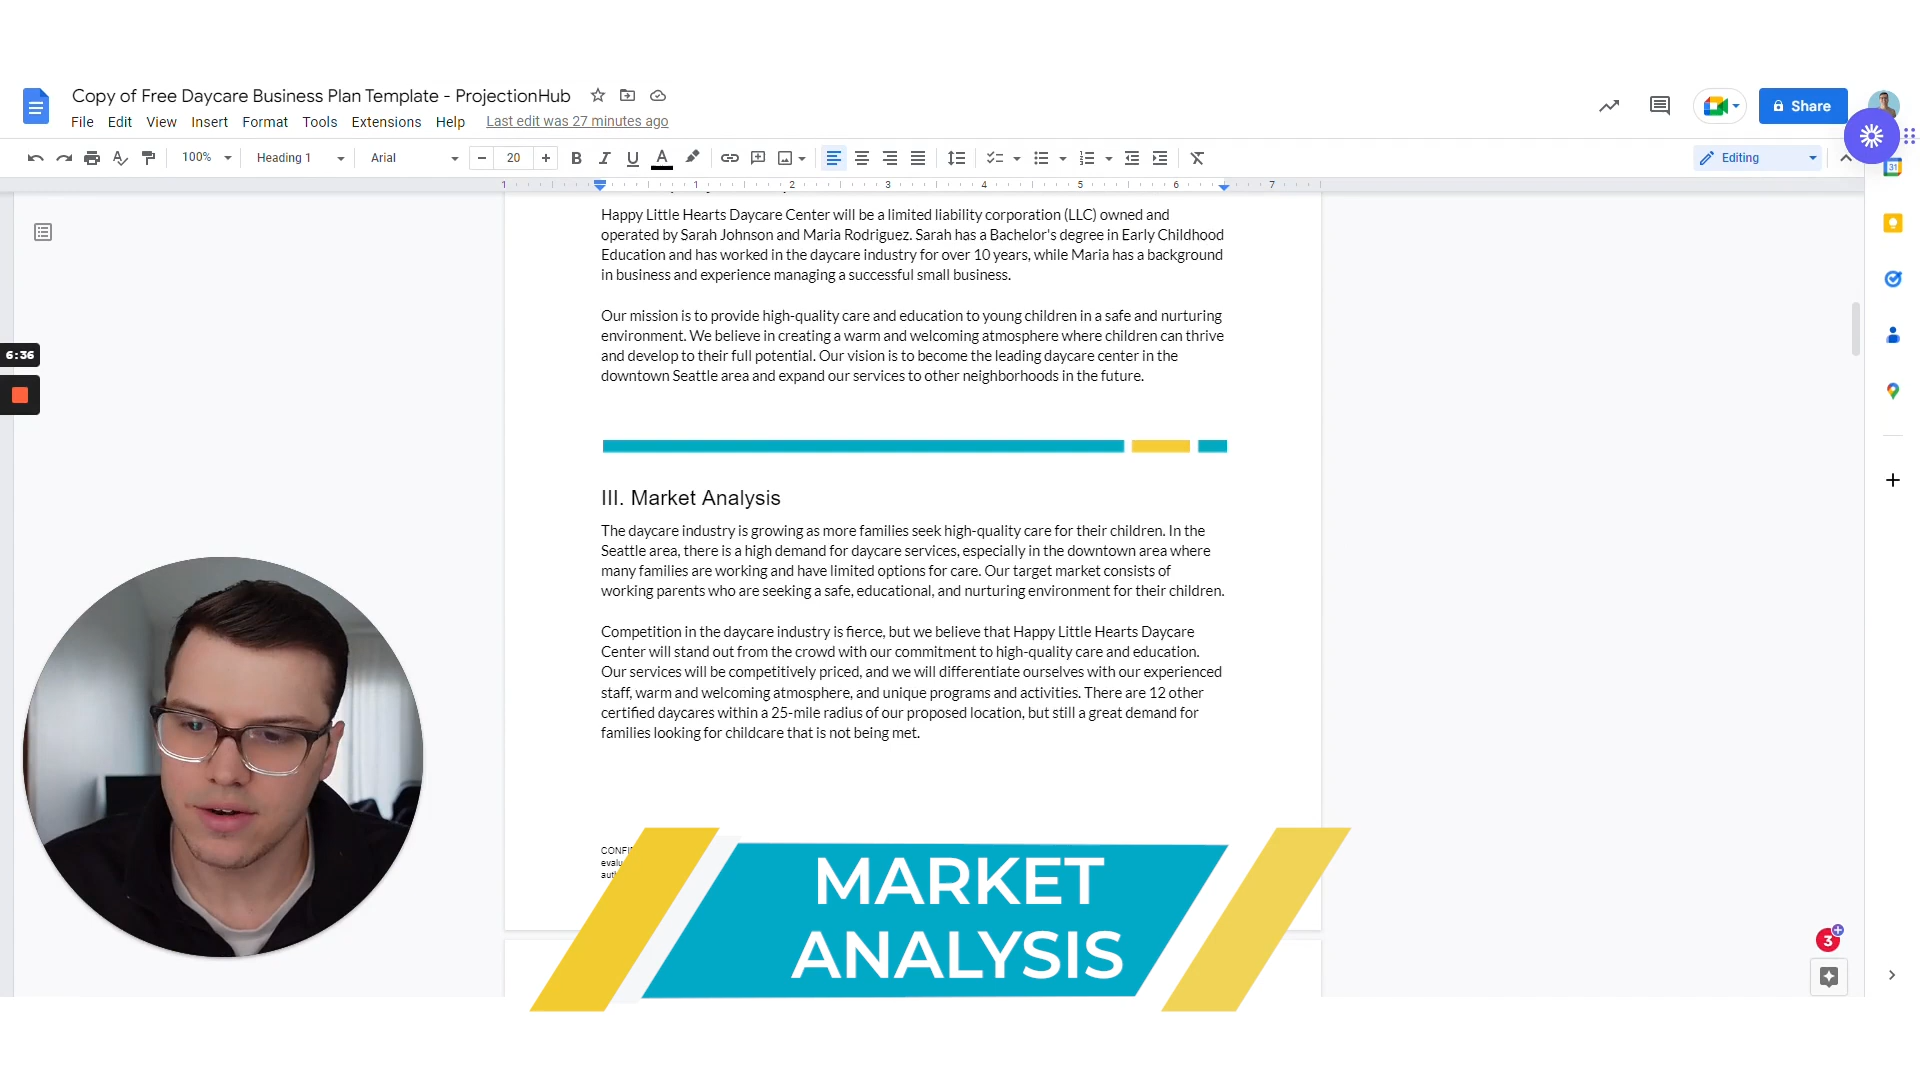 Copy of Free Daycare Business Plan Template - ProjectionHub
File Edit View Insert Format Tools Extensions Help Last edit was 27 minutes ago
Share
100% Heading 1 Arial 20 B I U A
Editing
31
1 1 2 3 4 5 6 7
Happy Little Hearts Daycare Center will be a limited liability corporation (LLC) owned and
operated by Sarah Johnson and Maria Rodriguez. Sarah has a Bachelor's degree in Early Childhood
Education and has worked in the daycare industry for over 10 years, while Maria has a background
in business and experience managing a successful small business.
Our mission is to provide high-quality care and education to young children in a safe and nurturing
environment. We believe in creating a warm and welcoming atmosphere where children can thrive
and develop to their full potential. Our vision is to become the leading daycare center in the
downtown Seattle area and expand our services to other neighborhoods in the future.
6:36
III. Market Analysis
The daycare industry is growing as more families seek high-quality care for their children. In the
Seattle area, there is a high demand for daycare services, especially in the downtown area where
many families are working and have limited options for care. Our target market consists of
working parents who are seeking a safe, educational, and nurturing environment for their children.
Competition in the daycare industry is fierce, but we believe that Happy Little Hearts Daycare
Center will stand out from the crowd with our commitment to high-quality care and education.
Our services will be competitively priced, and we will differentiate ourselves with our experienced
staff, warm and welcoming atmosphere, and unique programs and activities. There are 12 other
certified daycares within a 25-mile radius of our proposed location, but still a great demand for
families looking for childcare that is not being met.
MARKET
ANALYSIS
3